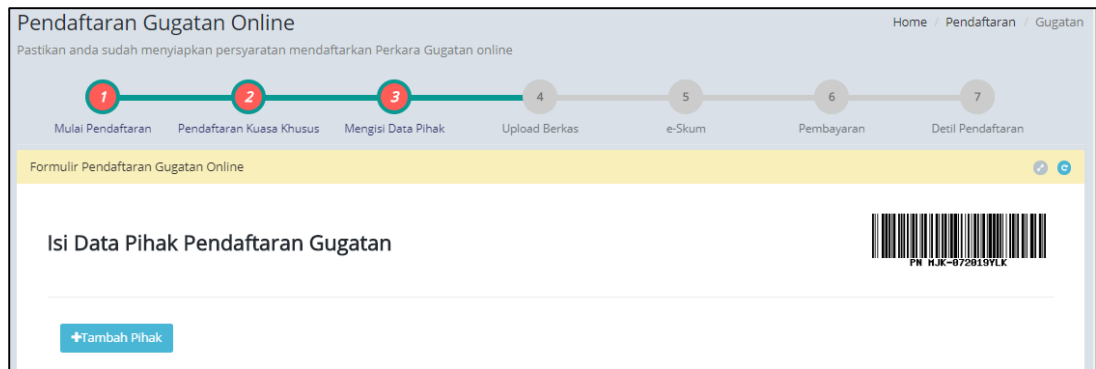 Pendaftaran Gugatan Online
Home / Pendaftaran / Gugatan
Pastikan anda sudah menyiapkan persyaratan mendaftarkan Perkara Gugatan online
1 2 3 4 5 6 7
Mulai Pendaftaran Pendaftaran Kuasa Khusus Mengisi Data Pihak Upload Berkas e-Skum Pembayaran Detil Pendaftaran
Formulir Pendaftaran Gugatan Online
Isi Data Pihak Pendaftaran Gugatan
PN MJK-072019YLK
+Tambah Pihak